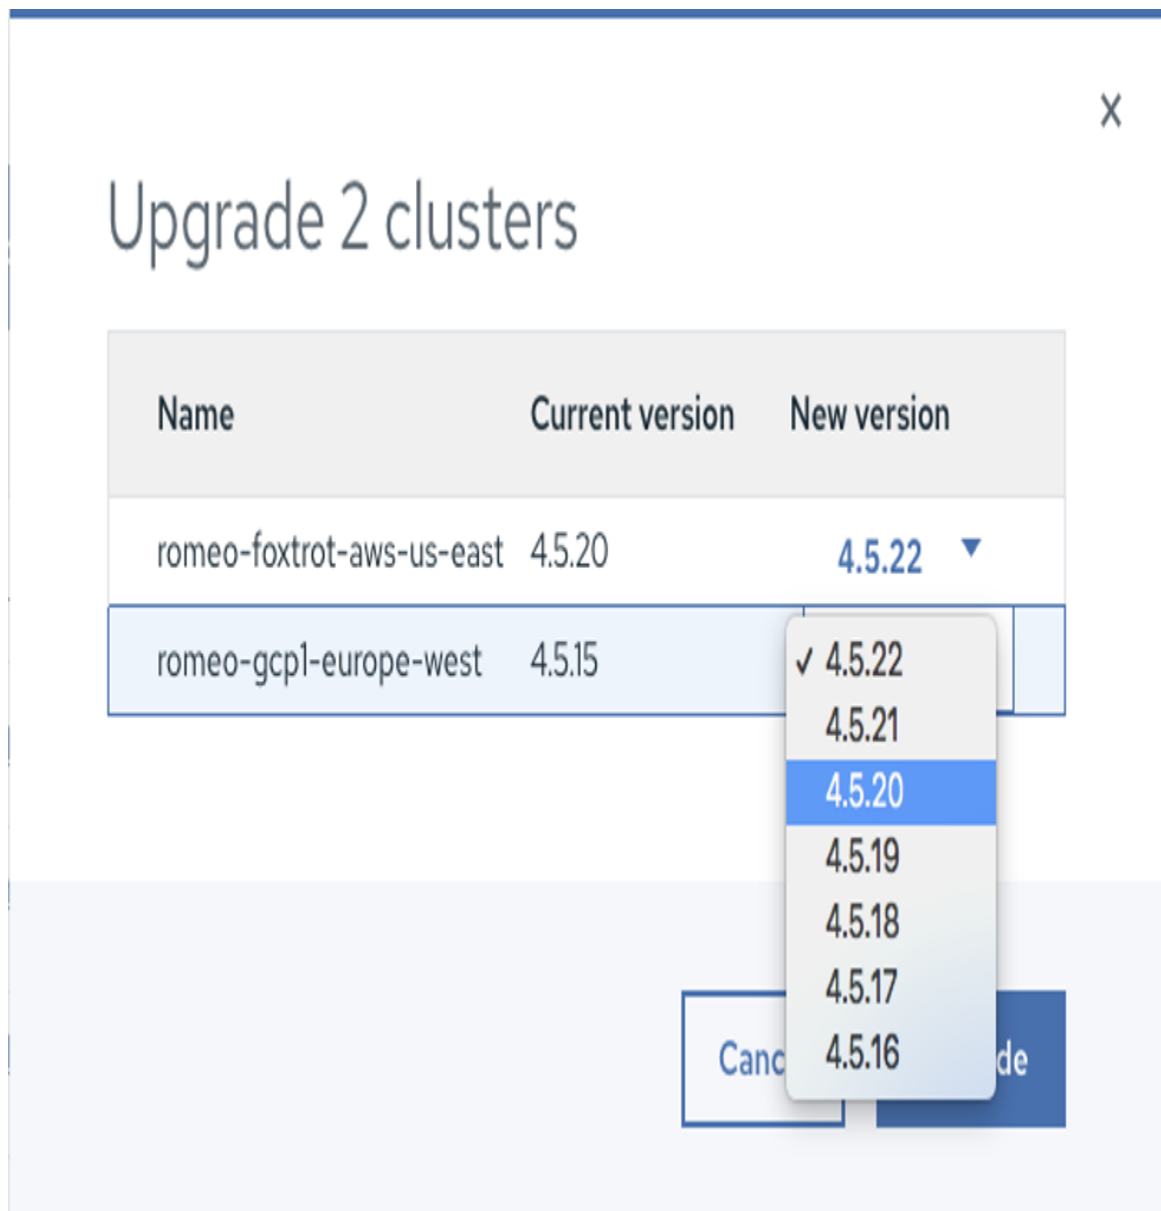 X
Upgrade 2 clusters
Name Current version New version
romeo-foxtrot-aws-us-east 4.5.20 4.5.22
romeo-gcp1-europe-west 4.5.15 ✓ 4.5.22
4.5.21
4.5.20
4.5.19
4.5.18
4.5.17
4.5.16
Canc de